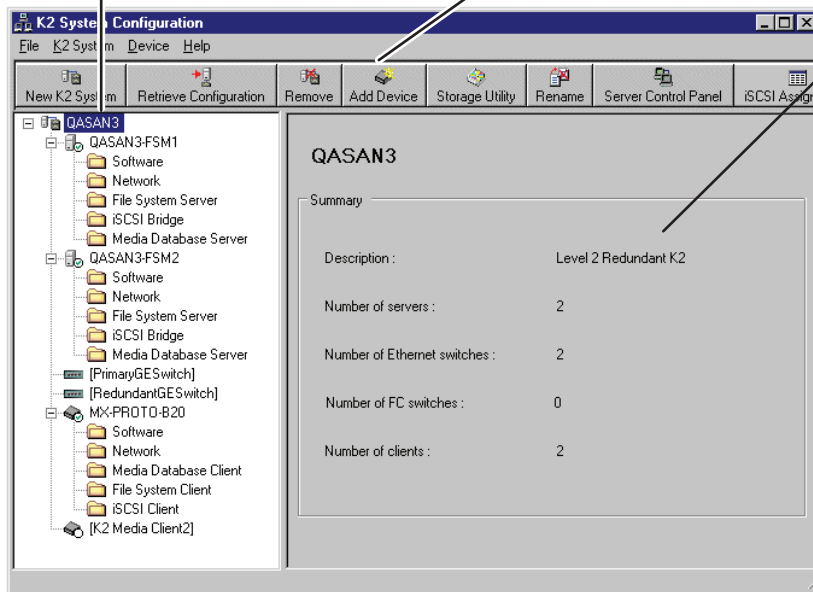 K2 System Configuration
File K2 System Device Help
New K2 System Retrieve Configuration Remove Add Device Storage Utility Rename Server Control Panel iSCSI Assign
QASAN3
QASAN3-FSM1
Software
Network
File System Server
iSCSI Bridge
Media Database Server
QASAN3-FSM2
Software
Network
File System Server
iSCSI Bridge
Media Database Server
[PrimaryGESwitch]
[RedundantGESwitch]
MX-PROTO-B20
Software
Network
Media Database Client
File System Client
iSCSI Client
[K2 Media Client2]
QASAN3
Summary
Description : Level 2 Redundant K2
Number of servers : 2
Number of Ethernet switches : 2
Number of FC switches : 0
Number of clients : 2